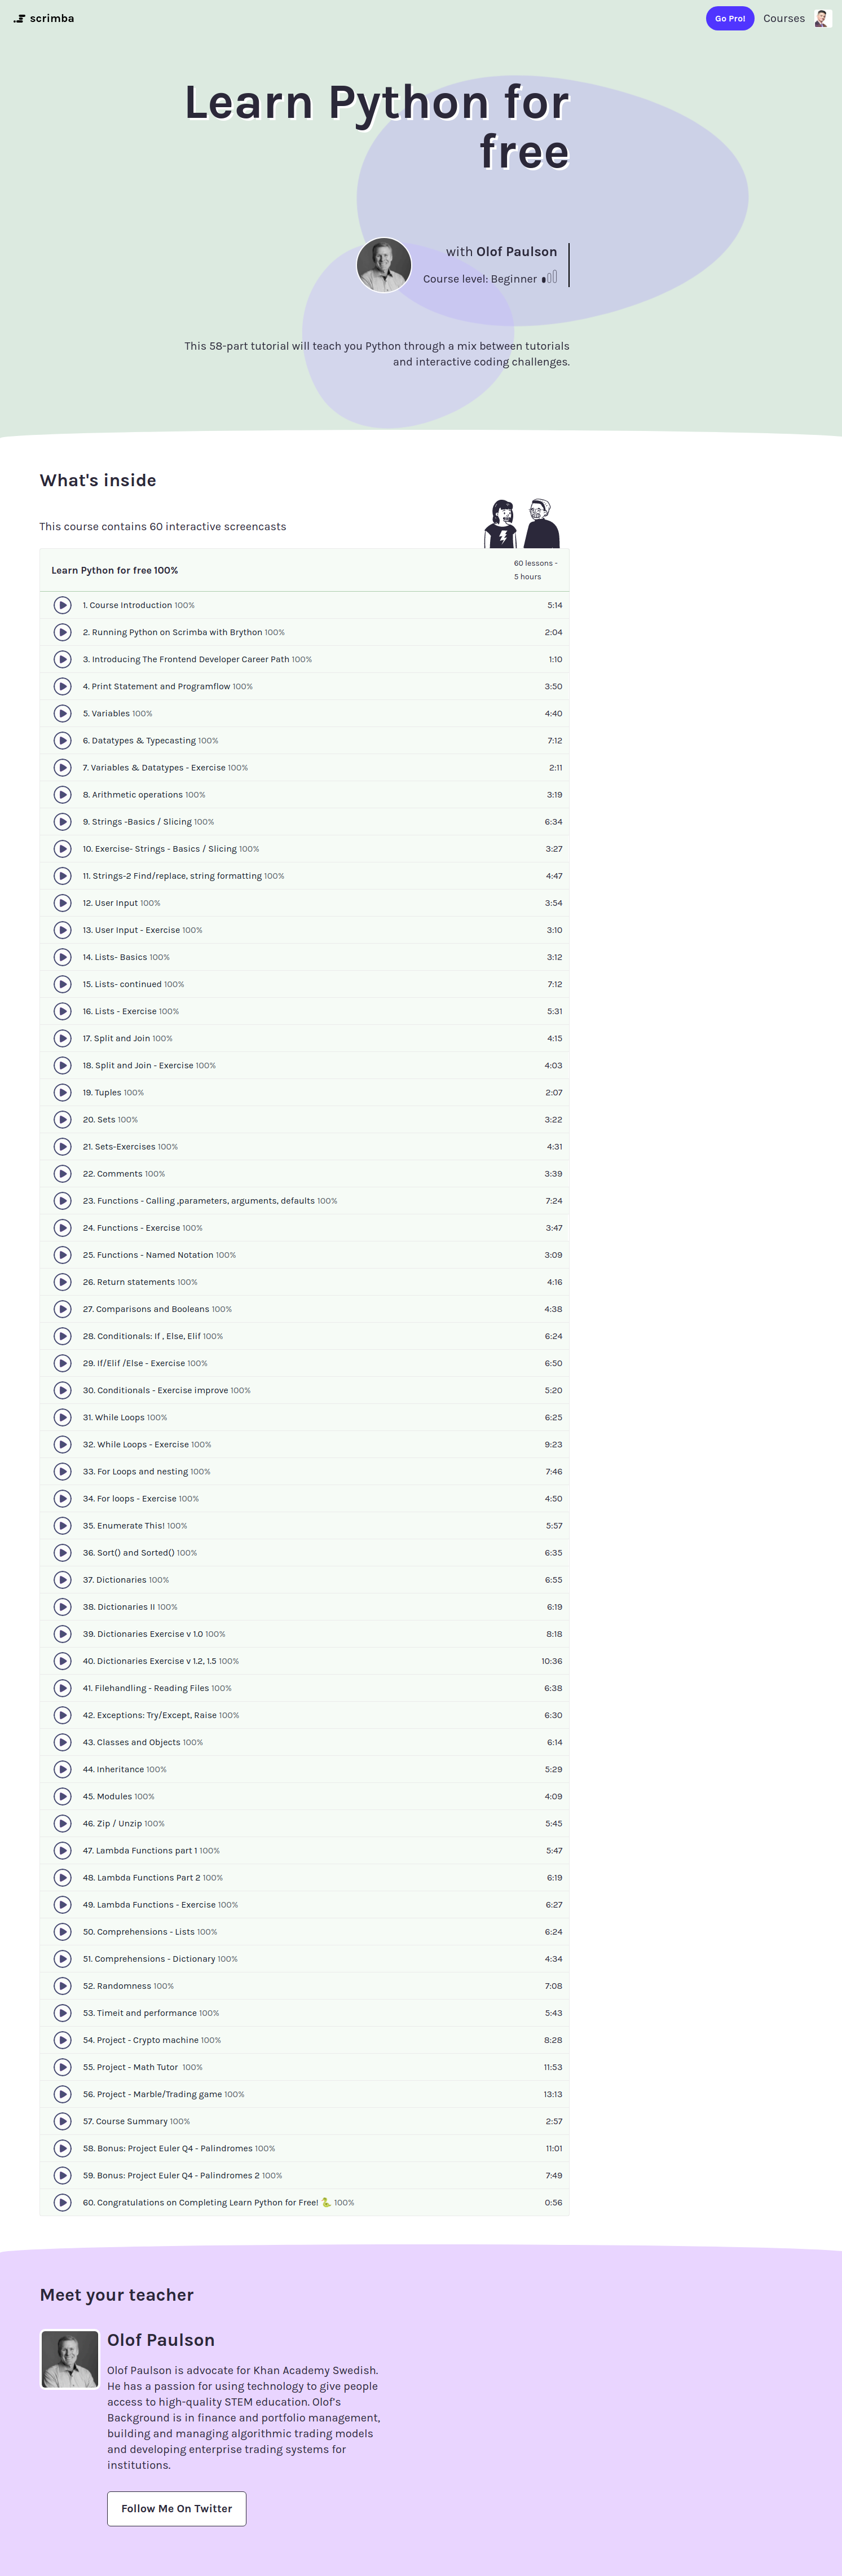 scrimba
Go Pro!
Courses
Learn Python for
free
with Olof Paulson
Course level: Beginner
This 58-part tutorial will teach you Python through a mix between tutorials
and interactive coding challenges.
What's inside
This course contains 60 interactive screencasts
Learn Python for free 100%
60 lessons -
5 hours
1. Course Introduction 100% 5:14
2. Running Python on Scrimba with Brython 100% 2:04
3. Introducing The Frontend Developer Career Path 100% 1:10
4. Print Statement and Programflow 100% 3:50
5. Variables 100% 4:40
6. Datatypes & Typecasting 100% 7:12
7. Variables & Datatypes - Exercise 100% 2:11
8. Arithmetic operations 100% 3:19
9. Strings -Basics / Slicing 100% 6:34
10. Exercise- Strings - Basics / Slicing 100% 3:27
11. Strings-2 Find/replace, string formatting 100% 4:47
12. User Input 100% 3:54
13. User Input - Exercise 100% 3:10
14. Lists- Basics 100% 3:12
15. Lists- continued 100% 7:12
16. Lists - Exercise 100% 5:31
17. Split and Join 100% 4:15
18. Split and Join - Exercise 100% 4:03
19. Tuples 100% 2:07
20. Sets 100% 3:22
21. Sets-Exercises 100% 4:31
22. Comments 100% 3:39
23. Functions - Calling ,parameters, arguments, defaults 100% 7:24
24. Functions - Exercise 100% 3:47
25. Functions - Named Notation 100% 3:09
26. Return statements 100% 4:16
27. Comparisons and Booleans 100% 4:38
28. Conditionals: If , Else, Elif 100% 6:24
29. If/Elif /Else - Exercise 100% 6:50
30. Conditionals - Exercise improve 100% 5:20
31. While Loops 100% 6:25
32. While Loops - Exercise 100% 9:23
33. For Loops and nesting 100% 7:46
34. For loops - Exercise 100% 4:50
35. Enumerate This! 100% 5:57
36. Sort() and Sorted() 100% 6:35
37. Dictionaries 100% 6:55
38. Dictionaries II 100% 6:19
39. Dictionaries Exercise v 1.0 100% 8:18
40. Dictionaries Exercise v 1.2, 1.5 100% 10:36
41. Filehandling - Reading Files 100% 6:38
42. Exceptions: Try/Except, Raise 100% 6:30
43. Classes and Objects 100% 6:14
44. Inheritance 100% 5:29
45. Modules 100% 4:09
46. Zip / Unzip 100% 5:45
47. Lambda Functions part 1 100% 5:47
48. Lambda Functions Part 2 100% 6:19
49. Lambda Functions - Exercise 100% 6:27
50. Comprehensions - Lists 100% 6:24
51. Comprehensions - Dictionary 100% 4:34
52. Randomness 100% 7:08
53. Timeit and performance 100% 5:43
54. Project - Crypto machine 100% 8:28
55. Project - Math Tutor 100% 11:53
56. Project - Marble/Trading game 100% 13:13
57. Course Summary 100% 2:57
58. Bonus: Project Euler Q4 - Palindromes 100% 11:01
59. Bonus: Project Euler Q4 - Palindromes 2 100% 7:49
60. Congratulations on Completing Learn Python for Free! 🐍 100% 0:56
Meet your teacher
Olof Paulson
Olof Paulson is advocate for Khan Academy Swedish.
He has a passion for using technology to give people
access to high-quality STEM education. Olof's
Background is in finance and portfolio management,
building and managing algorithmic trading models
and developing enterprise trading systems for
institutions.
Follow Me On Twitter